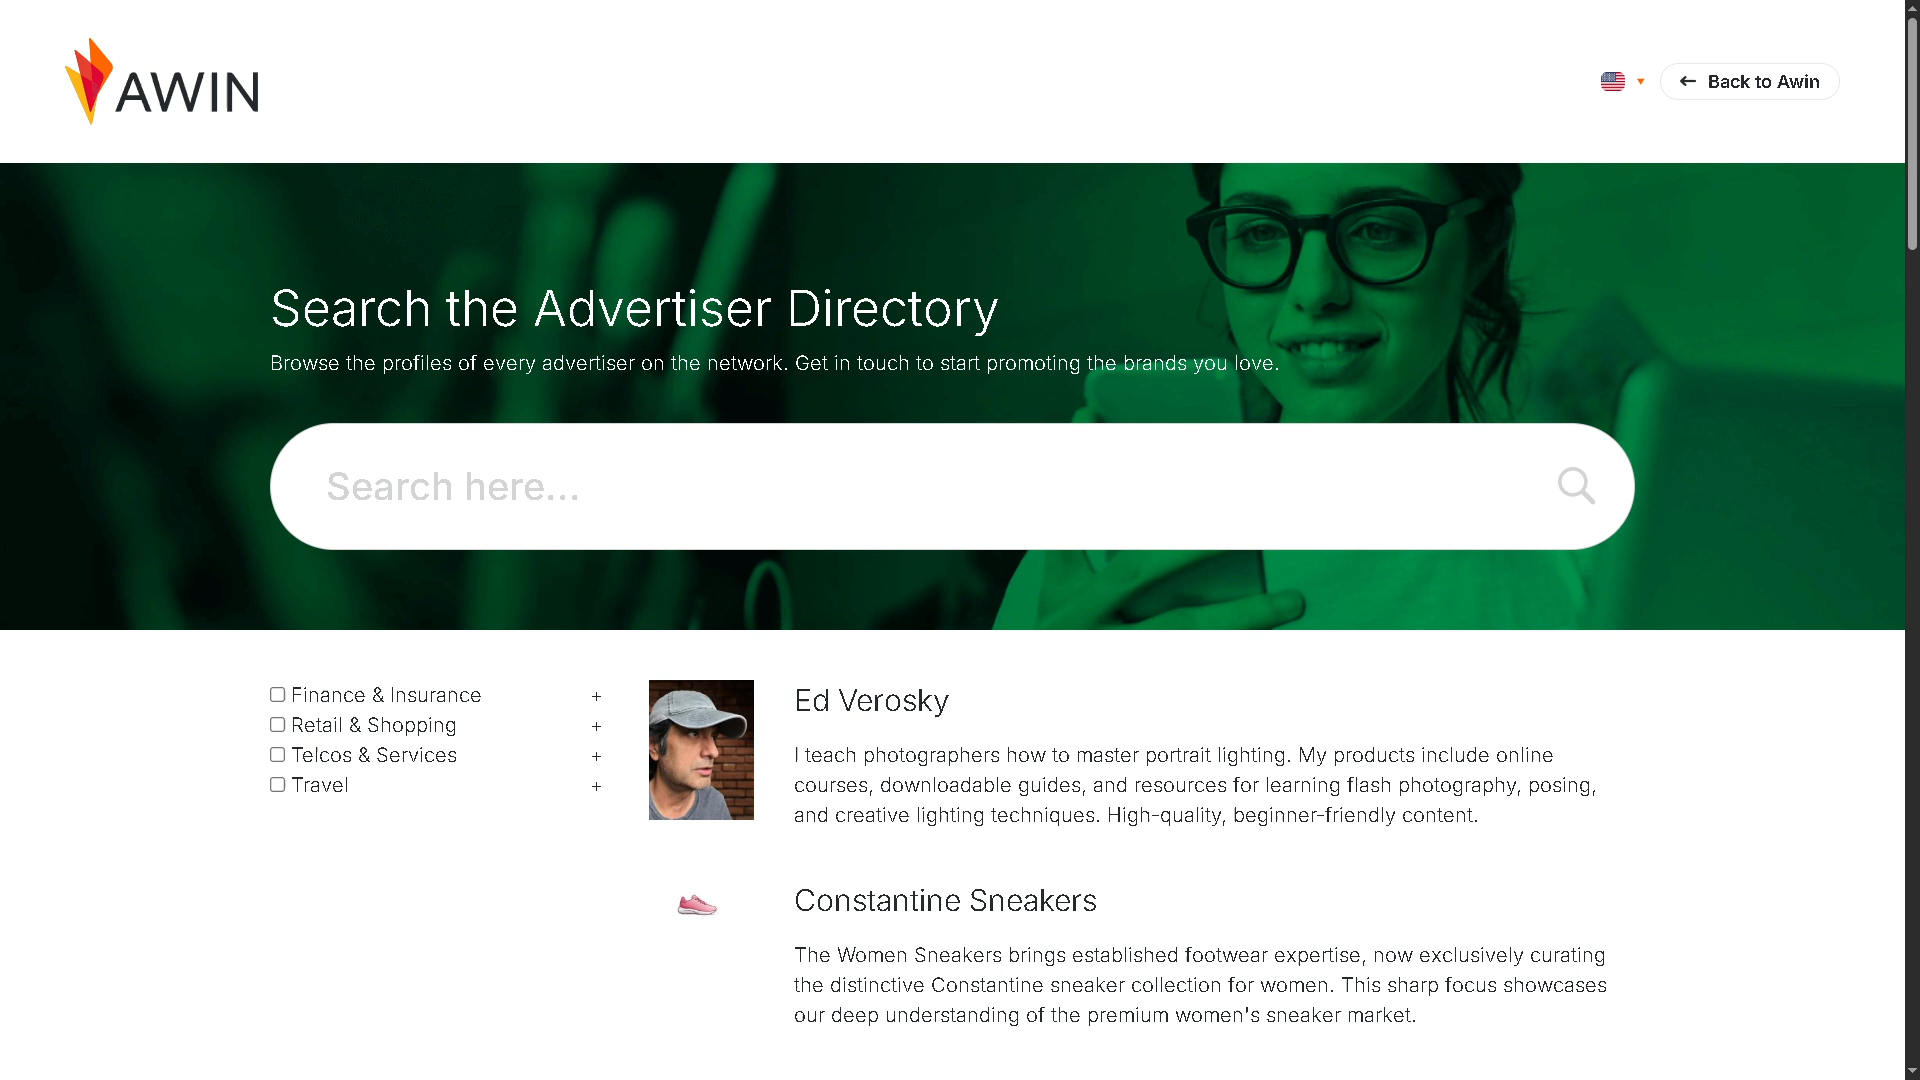 AWIN
Back to Awin
Search the Advertiser Directory
Browse the profiles of every advertiser on the network. Get in touch to start promoting the brands you love.
Search here...
Finance & Insurance +
Retail & Shopping +
Telcos & Services +
Travel +
Ed Verosky
I teach photographers how to master portrait lighting. My products include online
courses, downloadable guides, and resources for learning flash photography, posing,
and creative lighting techniques. High-quality, beginner-friendly content.
Constantine Sneakers
The Women Sneakers brings established footwear expertise, now exclusively curating
the distinctive Constantine sneaker collection for women. This sharp focus showcases
our deep understanding of the premium women's sneaker market.